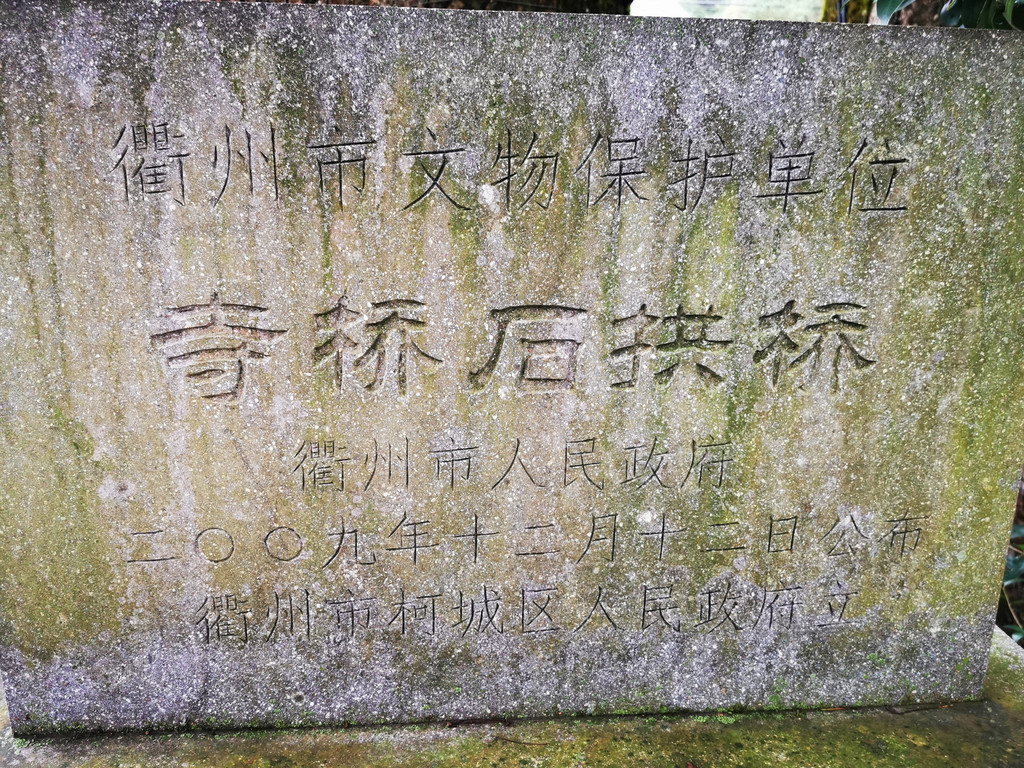 衢州市文物保护单位
寺桥石拱桥
衢州市人民政府
二〇〇九年十二月十二日公布
衢州市柯城区人民政府立